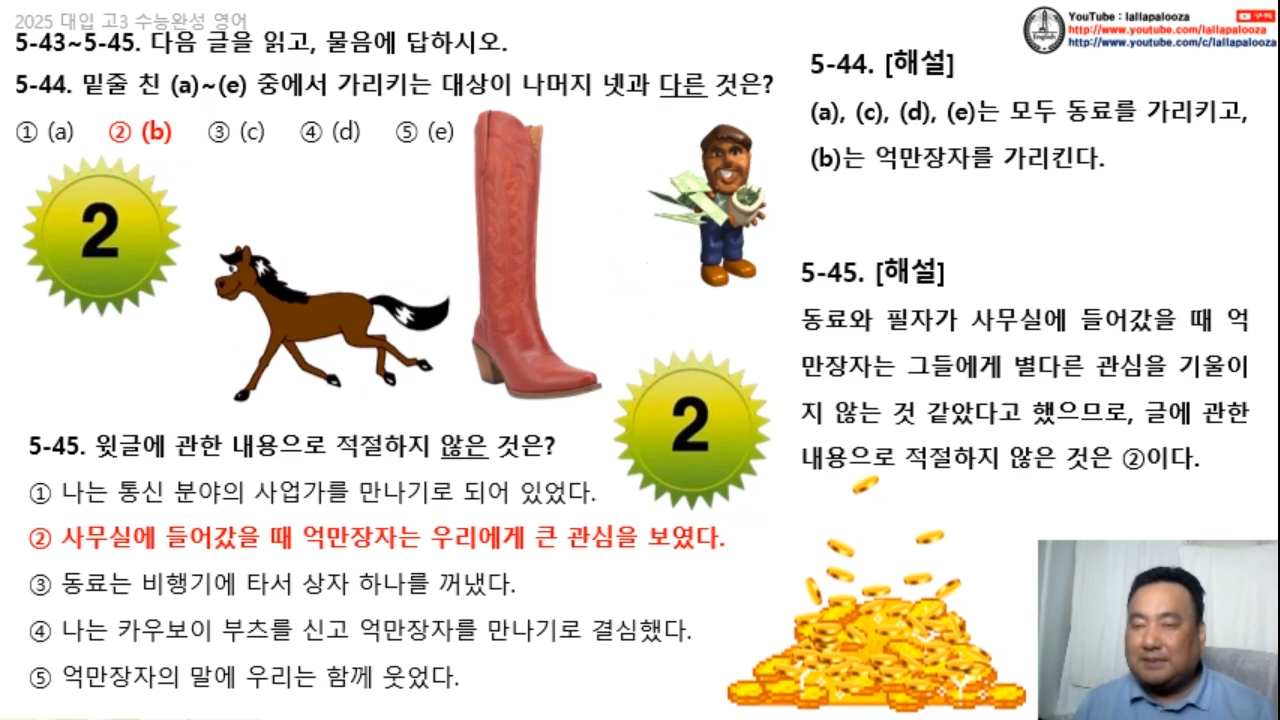 2025 대입 고3 수능완성 영어
5-43~5-45. 다음 글을 읽고, 물음에 답하시오.
5-44. 밑줄 친 (a)~(e) 중에서 가리키는 대상이 나머지 넷과 다른 것은?
① (a) ② (b) ③ (c) ④ (d) ⑤ (e)
2
5-45. 윗글에 관한 내용으로 적절하지 않은 것은?
2
① 나는 통신 분야의 사업가를 만나기로 되어 있었다.
② 사무실에 들어갔을 때 억만장자는 우리에게 큰 관심을 보였다.
③ 동료는 비행기에 타서 상자 하나를 꺼냈다.
④ 나는 카우보이 부츠를 신고 억만장자를 만나기로 결심했다.
⑤ 억만장자의 말에 우리는 함께 웃었다.
English
YouTube : lallapalooza
구독
http://www.youtube.com/lallapalooza
http://www.youtube.com/c/lallapalooza
5-44. [해설]
(a), (c), (d), (e)는 모두 동료를 가리키고,
(b)는 억만장자를 가리킨다.
5-45. [해설]
동료와 필자가 사무실에 들어갔을 때 억
만장자는 그들에게 별다른 관심을 기울이
지 않는 것 같았다고 했으므로, 글에 관한
내용으로 적절하지 않은 것은 ②이다.